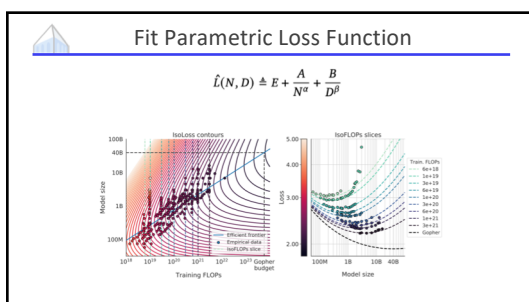 Fit Parametric Loss Function
L̂(N, D) ≜ E + A/N^α + B/D^β
IsoLoss contours
100B
40B
10B
1B
100M
Model size
Efficient frontier
Empirical data
IsoFLOPs slice
10^18 10^19 10^20 10^21 10^22 10^23 Gopher
budget
Training FLOPs
IsoFLOPs slices
5.00
4.00
3.00
2.00
Loss
100M 1B 10B 40B
Model size
Train. FLOPs
6e+18
1e+19
3e+19
6e+19
1e+20
3e+20
6e+20
1e+21
3e+21
Gopher